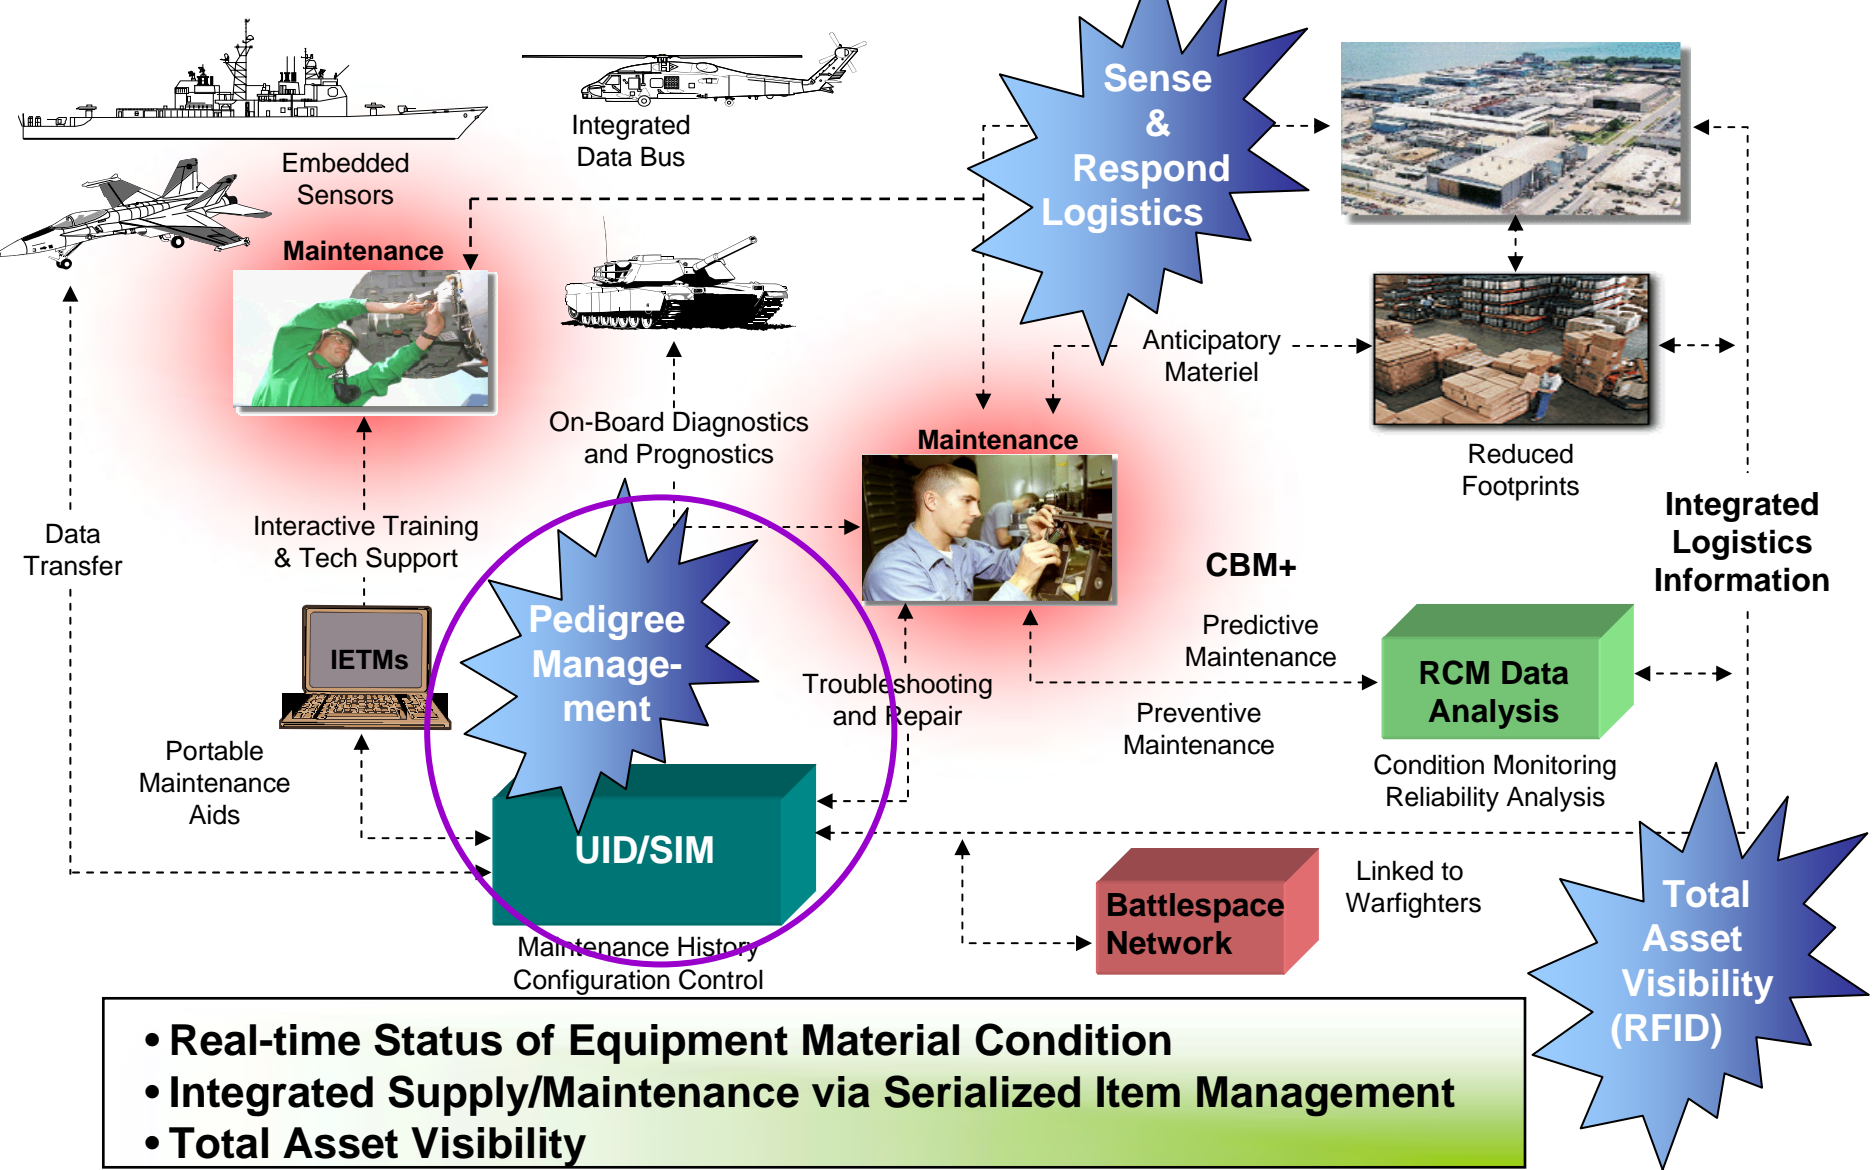 Sense
&
Respond
Logistics
Integrated
Data Bus
Embedded
Sensors
Maintenance
Anticipatory
Materiel
On-Board Diagnostics
and Prognostics
Maintenance
Reduced
Footprints
Integrated
Logistics
Information
Data
Transfer
Interactive Training
& Tech Support
CBM+
Pedigree
Manage-
ment
IETMs
Predictive
Maintenance
RCM Data
Analysis
Troubleshooting
and Repair
Preventive
Maintenance
Portable
Maintenance
Aids
Condition Monitoring
Reliability Analysis
UID/SIM
Battlespace
Network
Linked to
Warfighters
Total
Asset
Visibility
(RFID)
Maintenance History
Configuration Control
• Real-time Status of Equipment Material Condition
• Integrated Supply/Maintenance via Serialized Item Management
• Total Asset Visibility